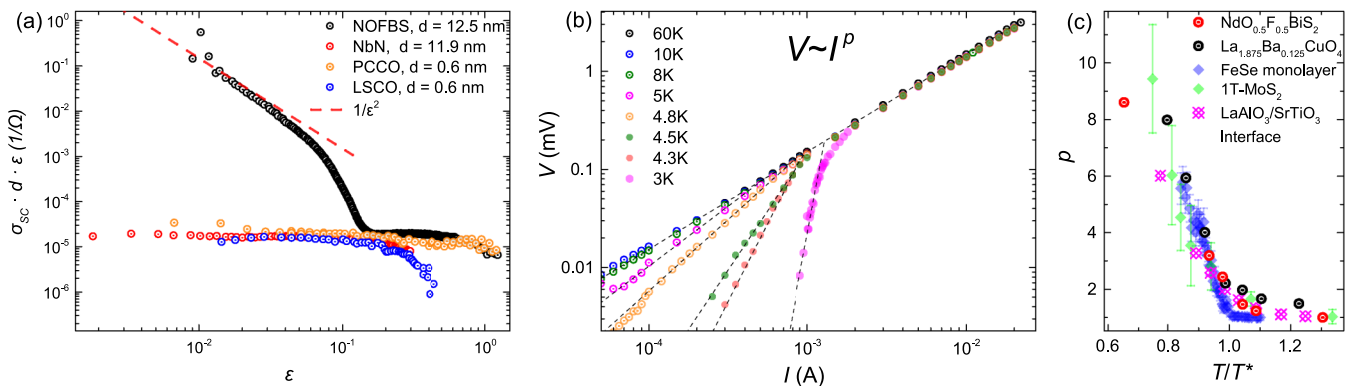 (a)
σSC · d · ε (1/Ω)
10⁰
10⁻¹
10⁻²
10⁻³
10⁻⁴
10⁻⁵
10⁻⁶
NOFBS, d = 12.5 nm
NbN, d = 11.9 nm
PCCO, d = 0.6 nm
LSCO, d = 0.6 nm
1/ε²
10⁻² 10⁻¹ 10⁰
ε
(b)
V (mV)
1
0.1
0.01
V~Iᵖ
60K
10K
8K
5K
4.8K
4.5K
4.3K
3K
10⁻⁴ 10⁻³ 10⁻²
I (A)
(c)
p
10
8
6
4
2
NdO₀.₅F₀.₅BiS₂
La₁.₈₇₅Ba₀.₁₂₅CuO₄
FeSe monolayer
1T-MoS₂
LaAlO₃/SrTiO₃
Interface
0.6 0.8 1.0 1.2
T/T*